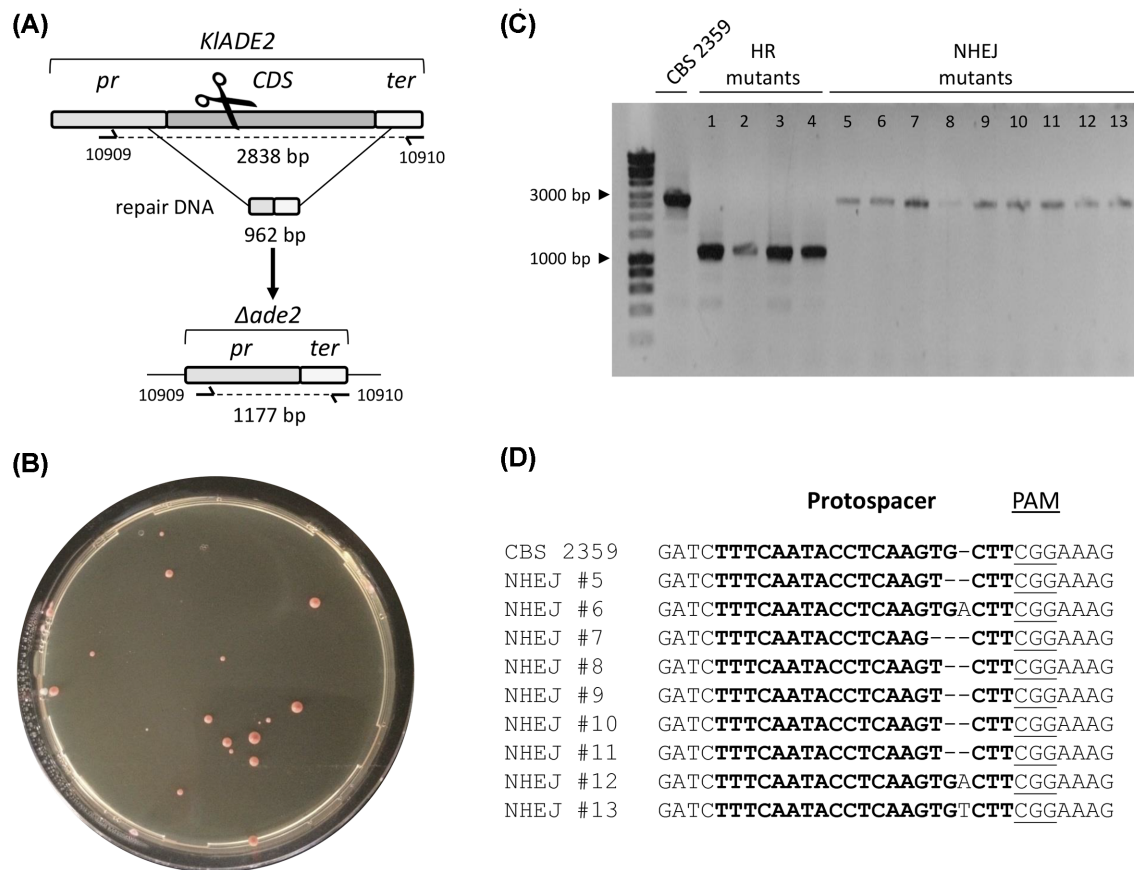 (A)
KlADE2
pr CDS ter
10909 2838 bp 10910
repair DNA
962 bp
Δade2
pr ter
10909 1177 bp 10910
(B)
(C)
CBS 2359
HR mutants
NHEJ mutants
1 2 3 4 5 6 7 8 9 10 11 12 13
3000 bp
1000 bp
(D)
Protospacer PAM
CBS 2359 GATCTTTCAATACCTCAAGTG-CTTCGGAAAG
NHEJ #5 GATCTTTCAATACCTCAAGT--CTTCGGAAAG
NHEJ #6 GATCTTTCAATACCTCAAGTGACTTCGGAAAG
NHEJ #7 GATCTTTCAATACCTCAAG---CTTCGGAAAG
NHEJ #8 GATCTTTCAATACCTCAAGT--CTTCGGAAAG
NHEJ #9 GATCTTTCAATACCTCAAGT--CTTCGGAAAG
NHEJ #10 GATCTTTCAATACCTCAAGT--CTTCGGAAAG
NHEJ #11 GATCTTTCAATACCTCAAGT--CTTCGGAAAG
NHEJ #12 GATCTTTCAATACCTCAAGTGACTTCGGAAAG
NHEJ #13 GATCTTTCAATACCTCAAGTGTCTTCGGAAAG